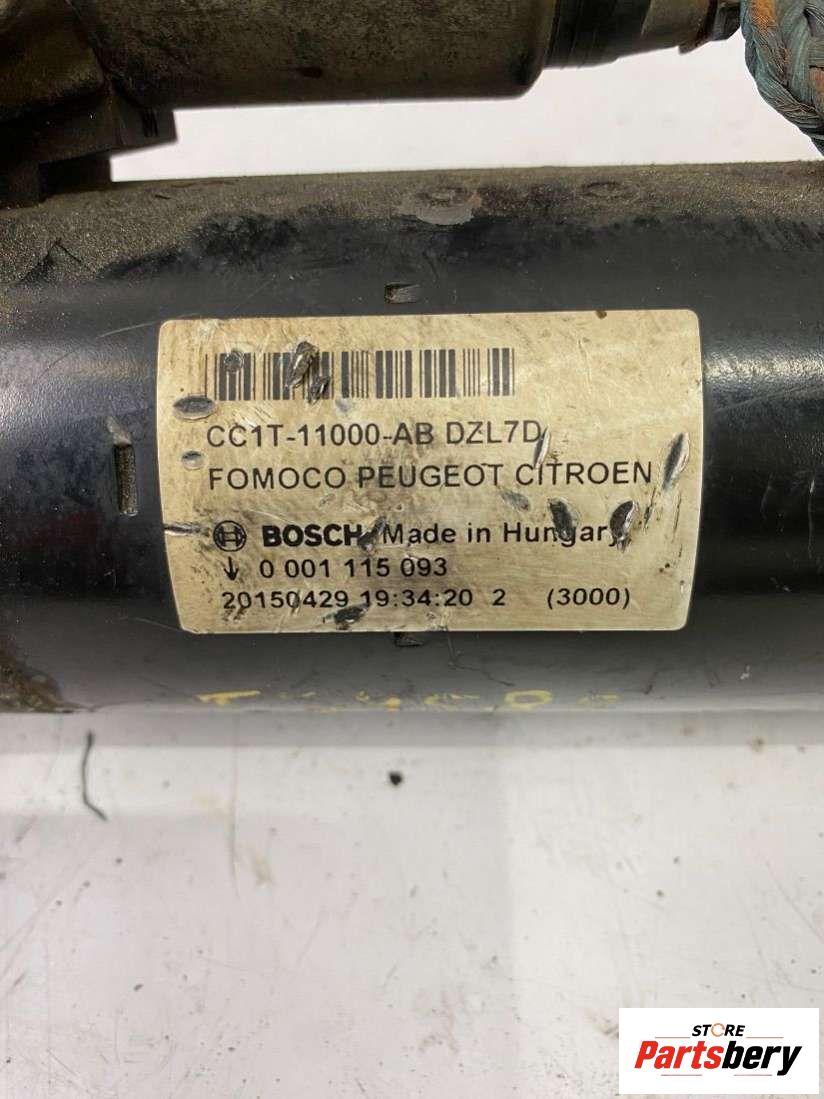 CC1T-11000-AB DZL7D
FOMOCO PEUGEOT CITROEN
BOSCH Made in Hungary
0 001 115 093
20150429 19:34:20 2 (3000)
STORE
Partsbery